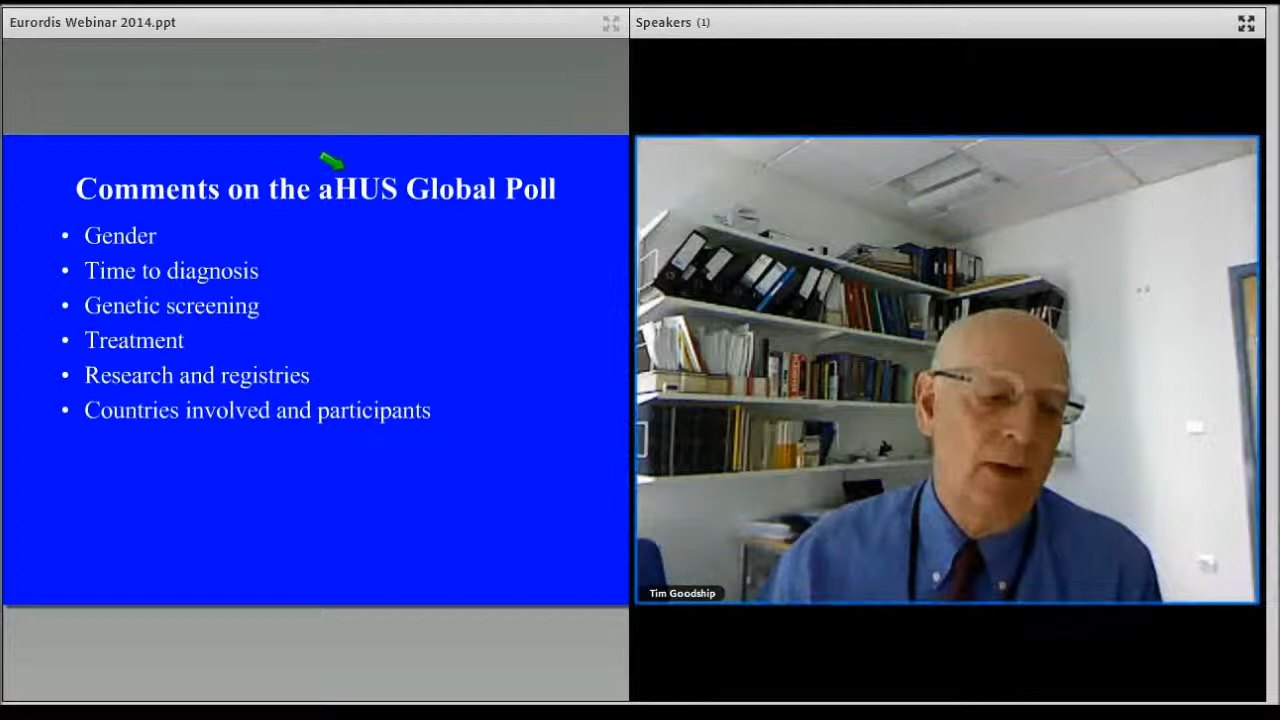 Eurordis Webinar 2014.ppt
Speakers (1)
Comments on the aHUS Global Poll
• Gender
• Time to diagnosis
• Genetic screening
• Treatment
• Research and registries
• Countries involved and participants
Tim Goodship